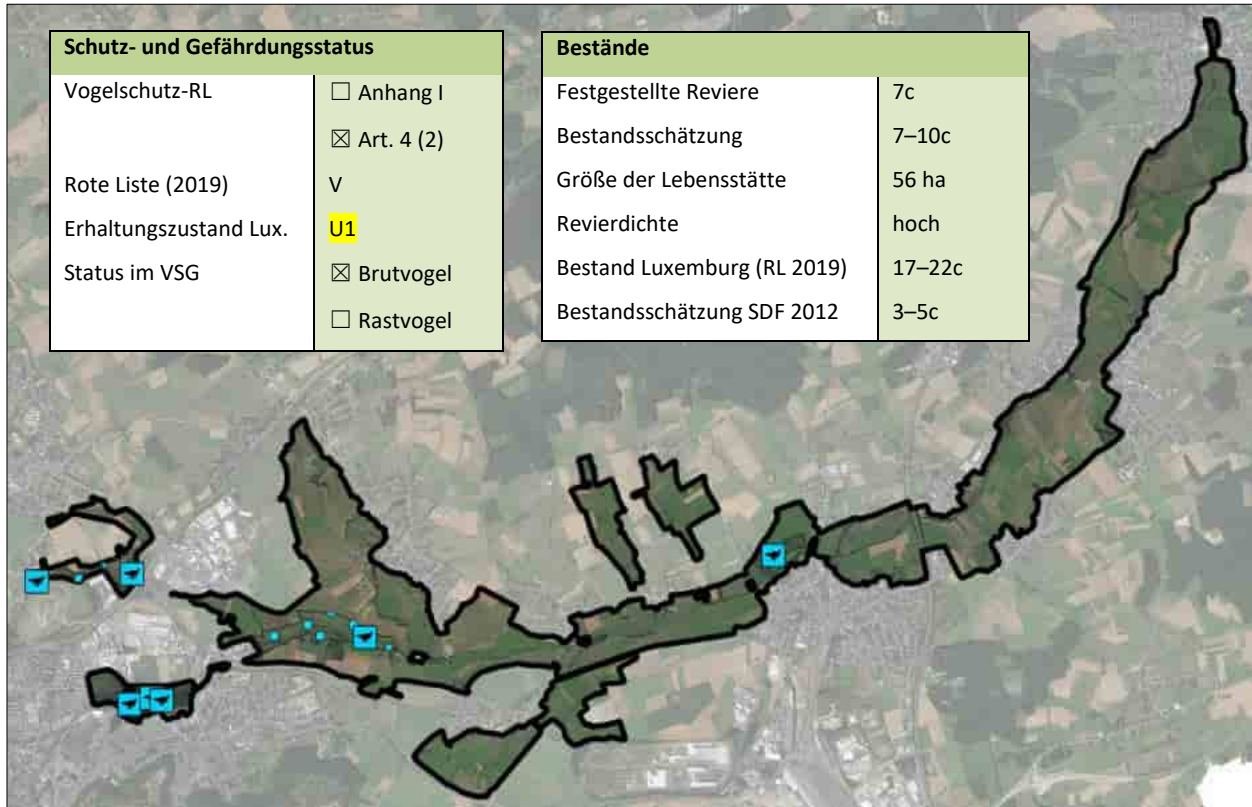 Schutz- und Gefährdungsstatus
Vogelschutz-RL ☐ Anhang I
☒ Art. 4 (2)
Rote Liste (2019) V
Erhaltungszustand Lux. U1
Status im VSG ☒ Brutvogel
☐ Rastvogel
Bestände
Festgestellte Reviere 7c
Bestandsschätzung 7–10c
Größe der Lebensstätte 56 ha
Revierdichte hoch
Bestand Luxemburg (RL 2019) 17–22c
Bestandsschätzung SDF 2012 3–5c